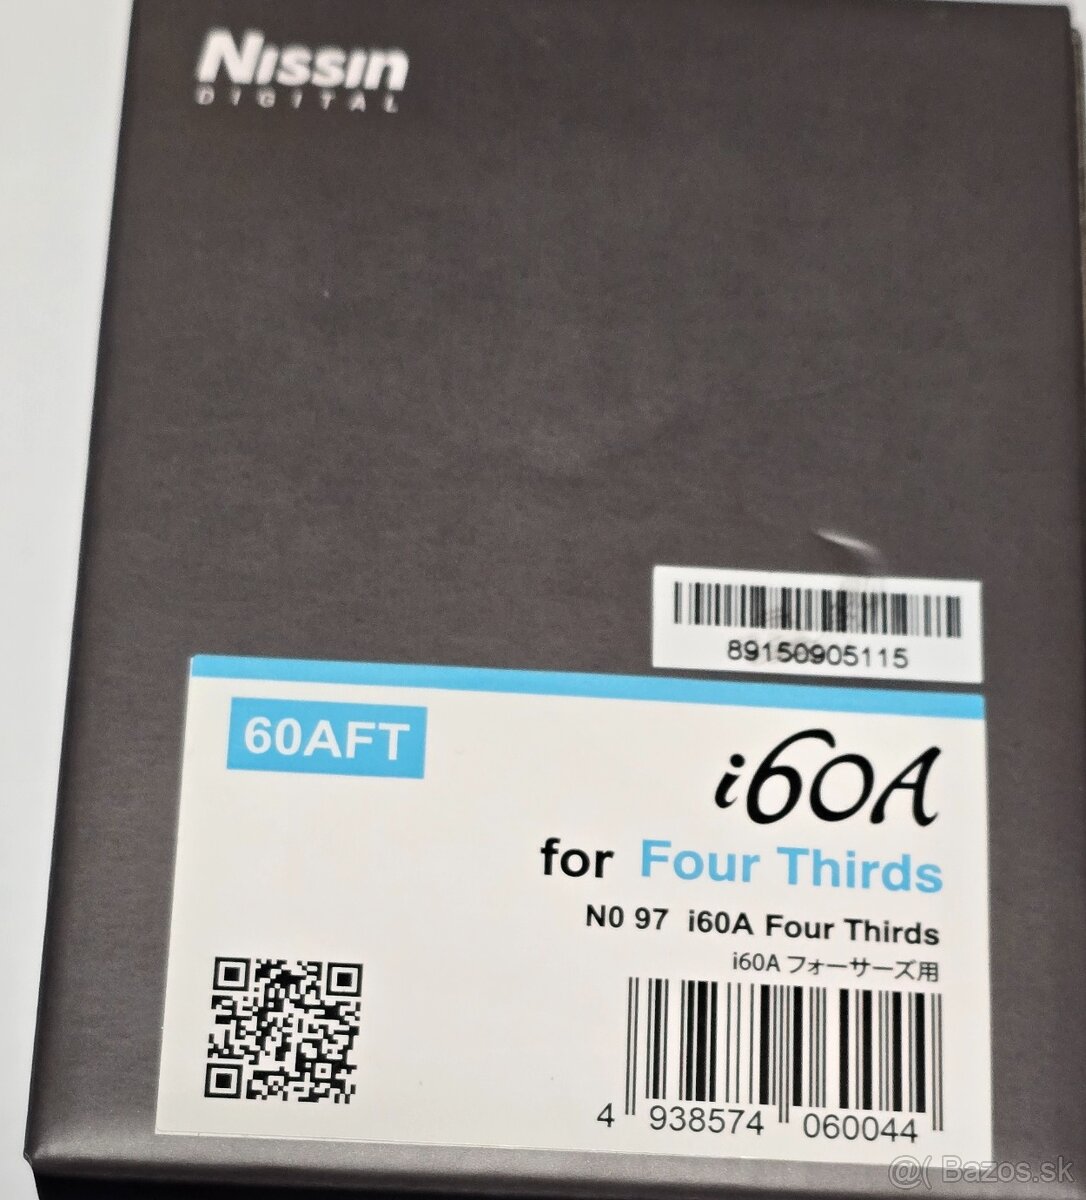 Nissin
DIGITAL
89150905115
60AFT
i60A
for Four Thirds
N0 97 i60A Four Thirds
i60A フォーサーズ用
4 938574 060044
@( Bazos.sk